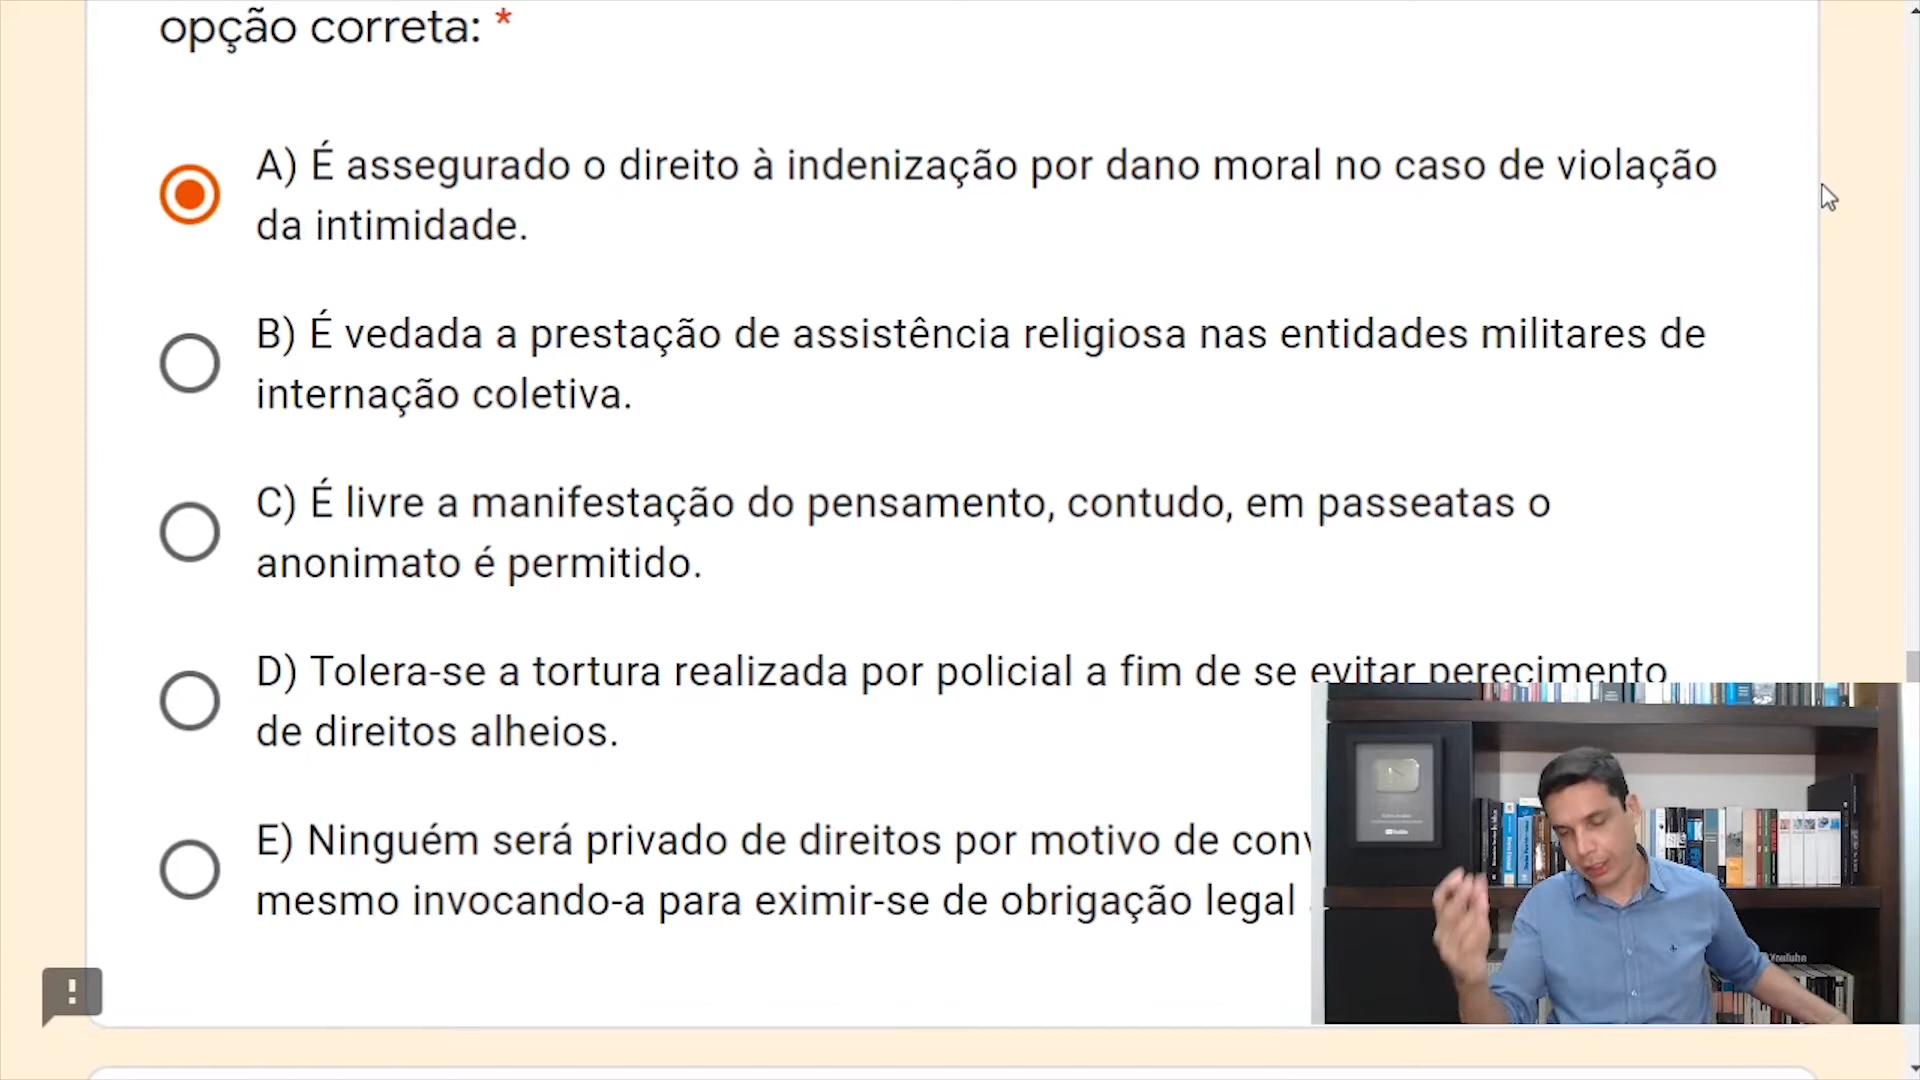 opção correta: *
A) É assegurado o direito à indenização por dano moral no caso de violação
da intimidade.
B) É vedada a prestação de assistência religiosa nas entidades militares de
internação coletiva.
C) É livre a manifestação do pensamento, contudo, em passeatas o
anonimato é permitido.
D) Tolera-se a tortura realizada por policial a fim de se evitar perecimento
de direitos alheios.
E) Ninguém será privado de direitos por motivo de
mesmo invocando-a para eximir-se de obrigação legal
YouTube